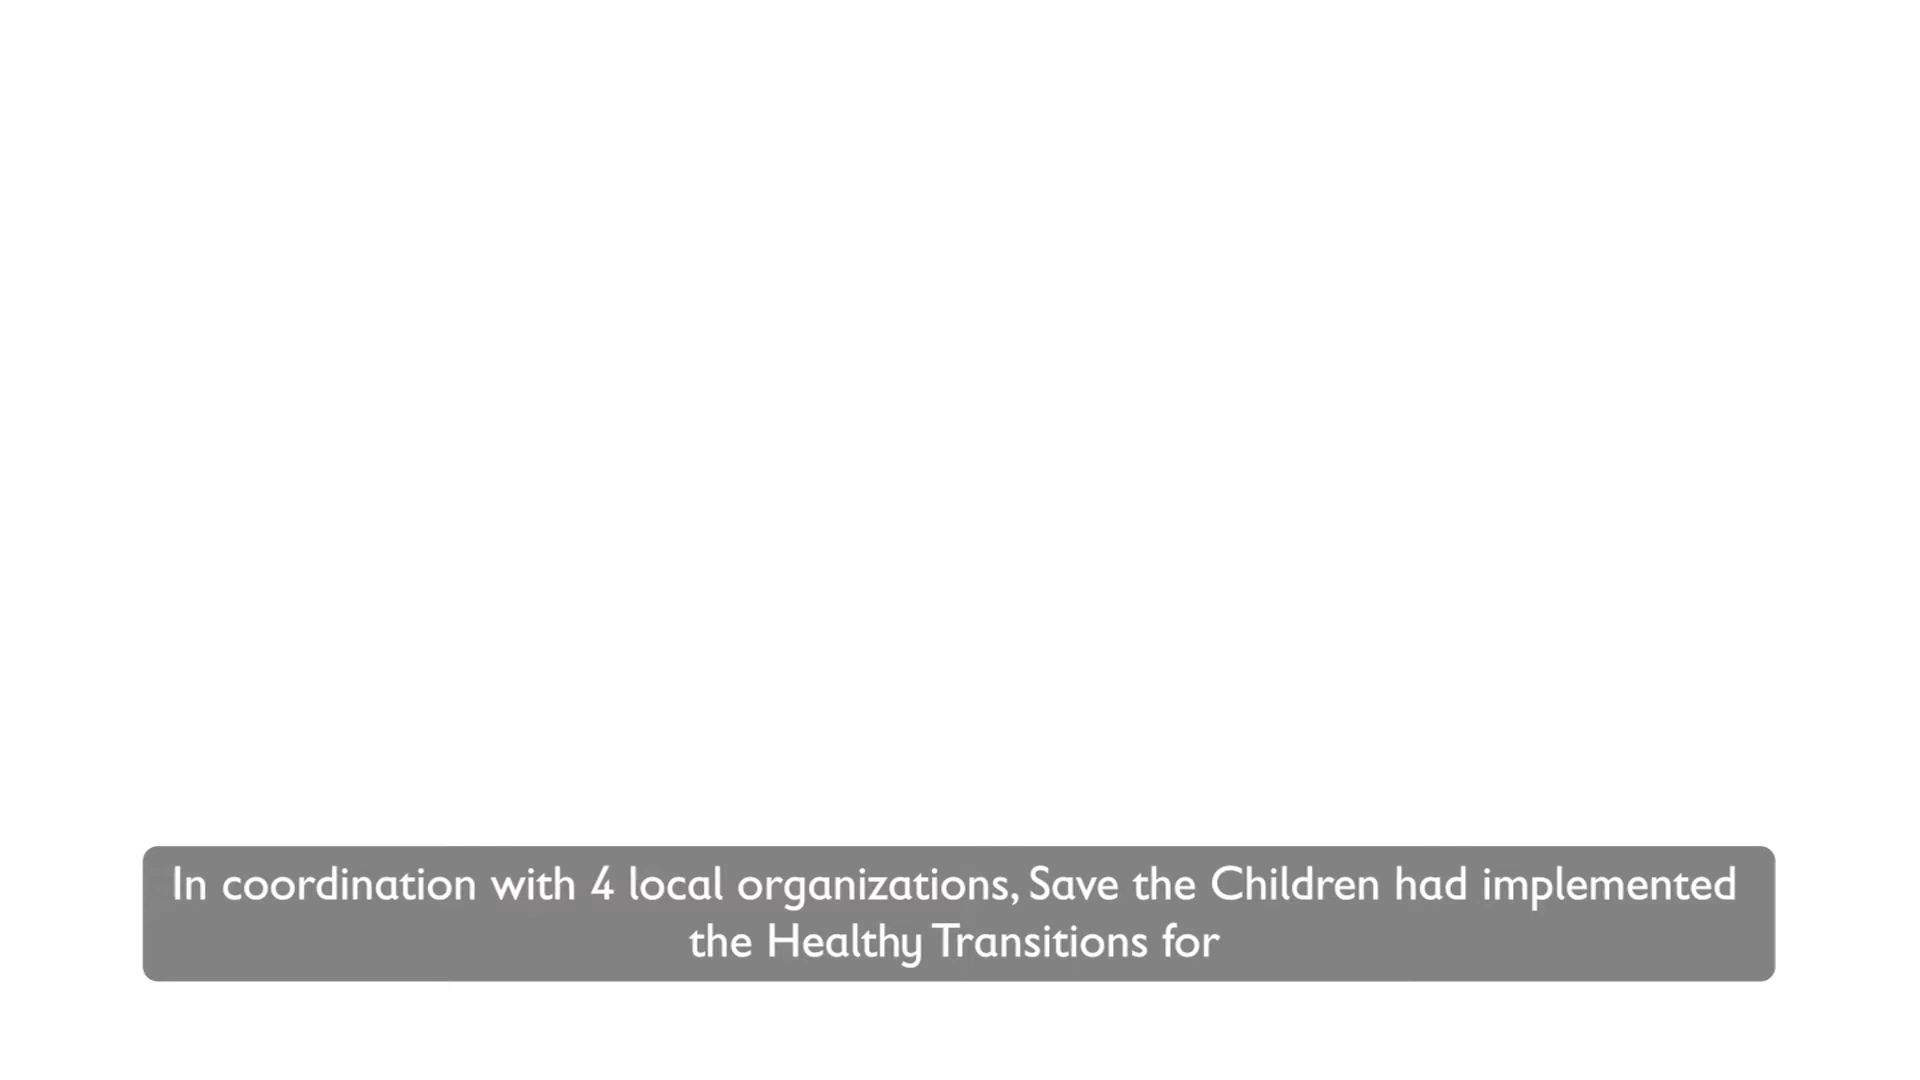 In coordination with 4 local organizations, Save the Children had implemented
the Healthy Transitions for